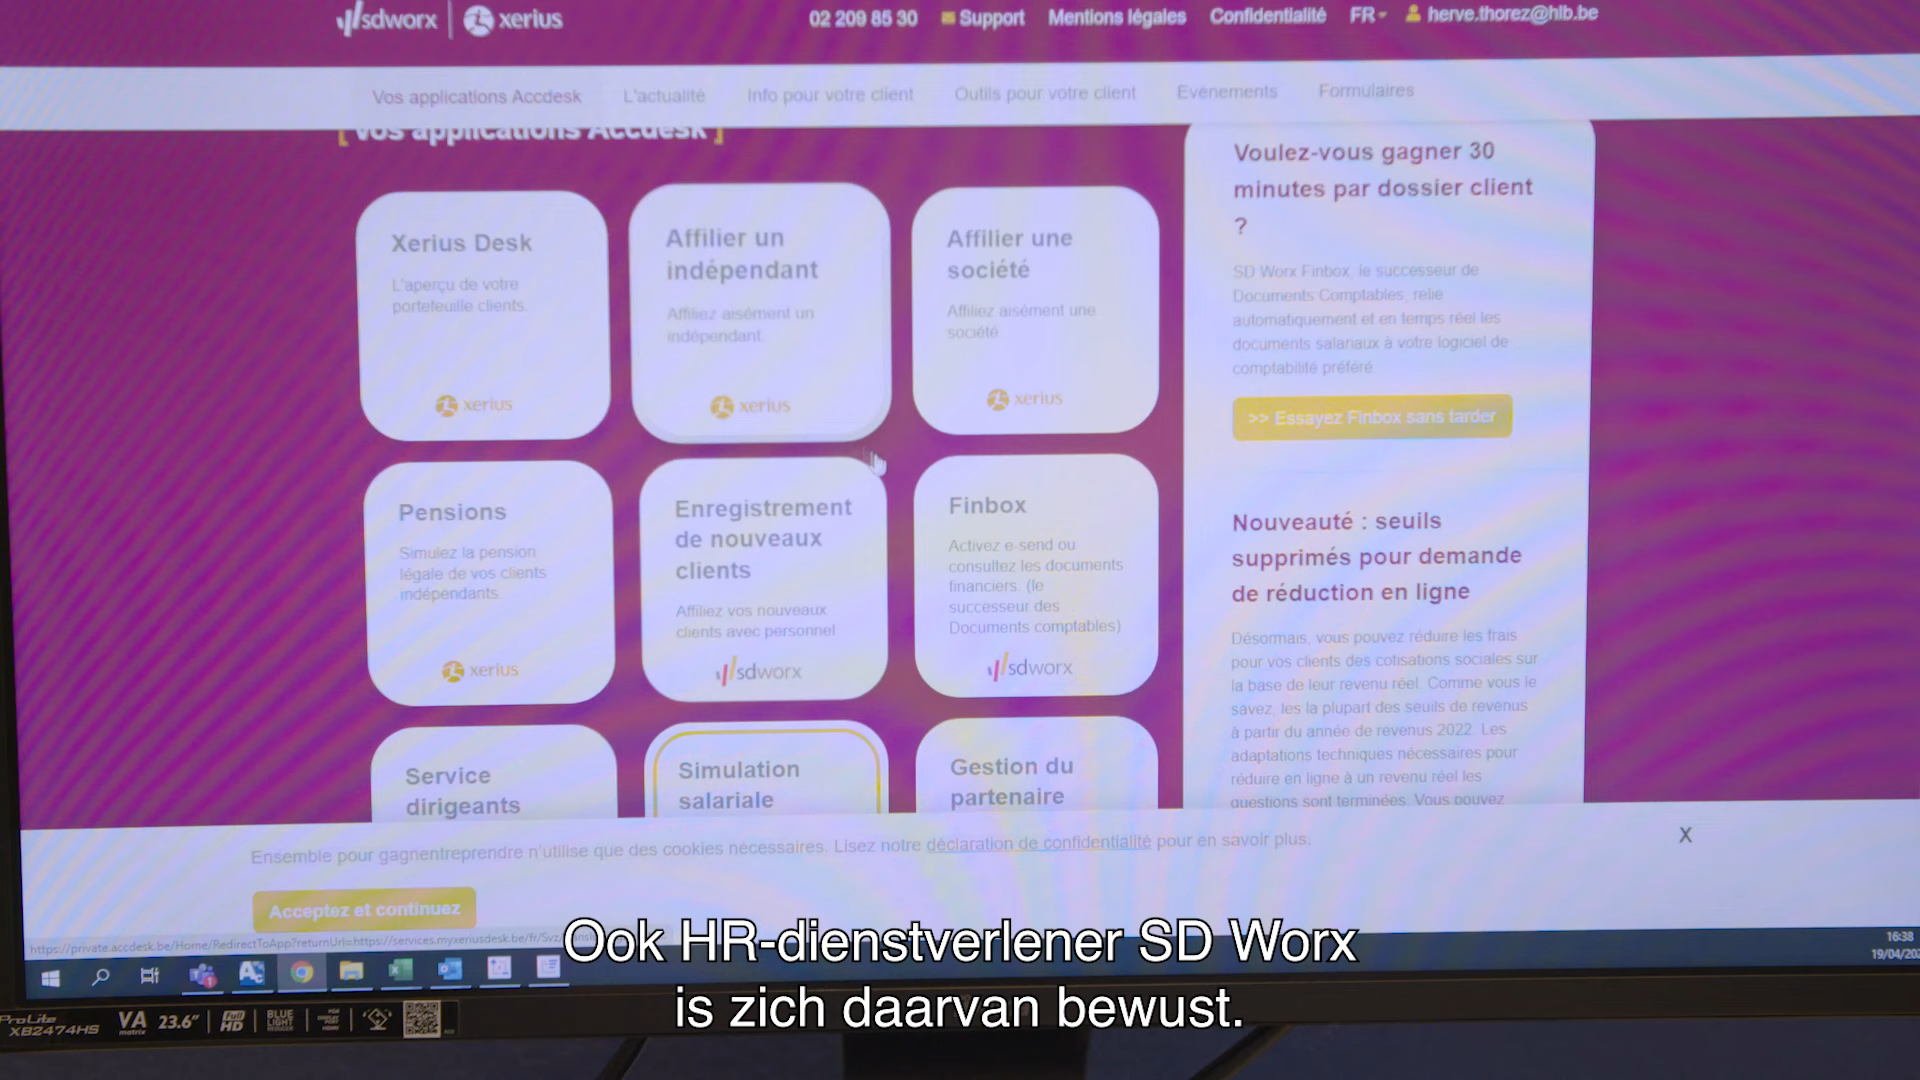 sdworx | xerius
02 209 85 30 Support Mentions légales Confidentialité FR herve.thorez@hlb.be
Vos applications Accdesk L'actualité Info pour votre client Outils pour votre client Evénements Formulaires
[ Vos applications Accdesk ]
Xerius Desk
L'aperçu de votre
portefeuille clients.
xerius
Affilier un
indépendant
Affiliez aisément un
indépendant.
xerius
Affilier une
société
Affiliez aisément une
société
xerius
Pensions
Simulez la pension
légale de vos clients
indépendants
xerius
Enregistrement
de nouveaux
clients
Affiliez vos nouveaux
clients avec personnel
sdworx
Finbox
Activez e-send ou
consultez les documents
financiers. (le
successeur des
Documents comptables)
sdworx
Service
dirigeants
Simulation
salariale
Gestion du
partenaire
Voulez-vous gagner 30
minutes par dossier client
?
SD Worx Finbox, le successeur de
Documents Comptables, relie
automatiquement et en temps réel les
documents salariaux à votre logiciel de
comptabilité préféré.
>> Essayez Finbox sans tarder
Nouveauté : seuils
supprimés pour demande
de réduction en ligne
Désormais, vous pouvez réduire les frais
pour vos clients des cotisations sociales sur
la base de leur revenu réel. Comme vous le
savez, les la plupart des seuils de revenus
à partir du année de revenus 2022. Les
adaptations techniques nécessaires pour
réduire en ligne à un revenu réel les
questions sont terminées. Vous pouvez
Ensemble pour gagnentreprendre n'utilise que des cookies nécessaires. Lisez notre déclaration de confidentialité pour en savoir plus.
X
Acceptez et continuez
https://private.accdesk.be/Home/RedirectToApp?returnUrl=https://services.myxeriusdesk.be/fr/Svz
16:38
19/04/202
ProLite
XB2474HS
VA
matrix
23.6"
Full
HD
BLUE
LIGHT
REDUCER
Ook HR-dienstverlener SD Worx
is zich daarvan bewust.